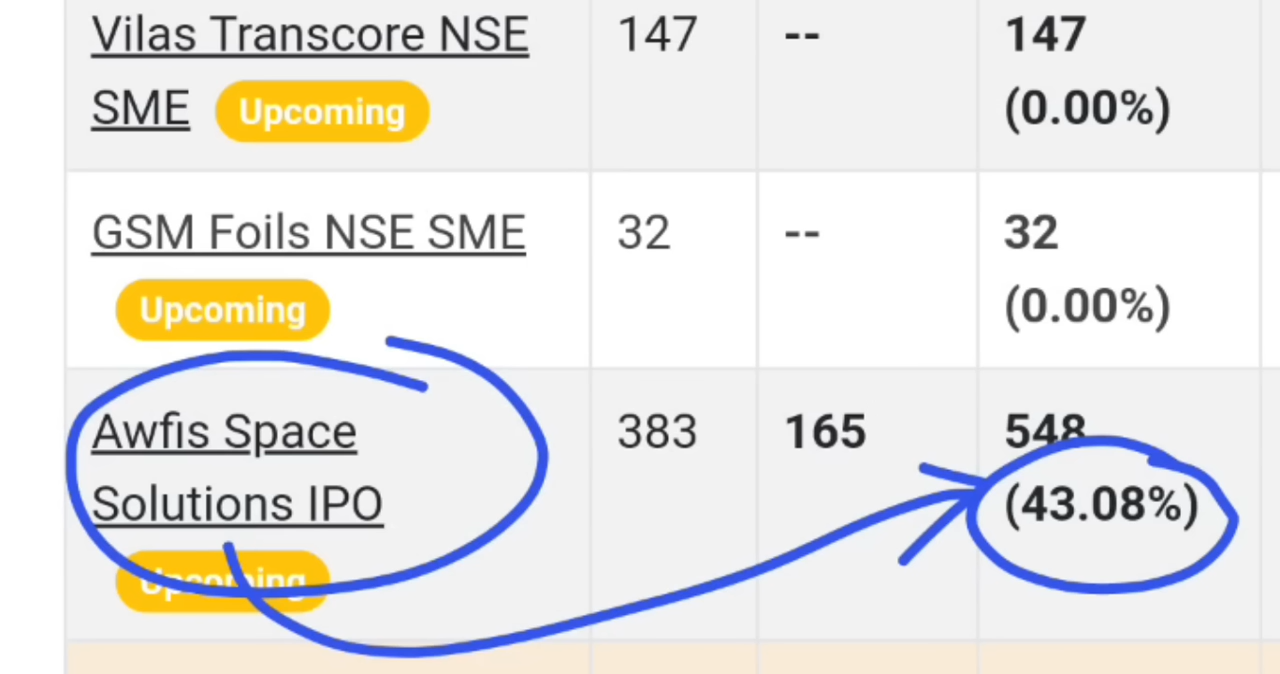 Vilas Transcore NSE 147 -- 147
SME Upcoming (0.00%)
GSM Foils NSE SME 32 -- 32
Upcoming (0.00%)
Awfis Space 383 165 548
Solutions IPO (43.08%)
Upcoming